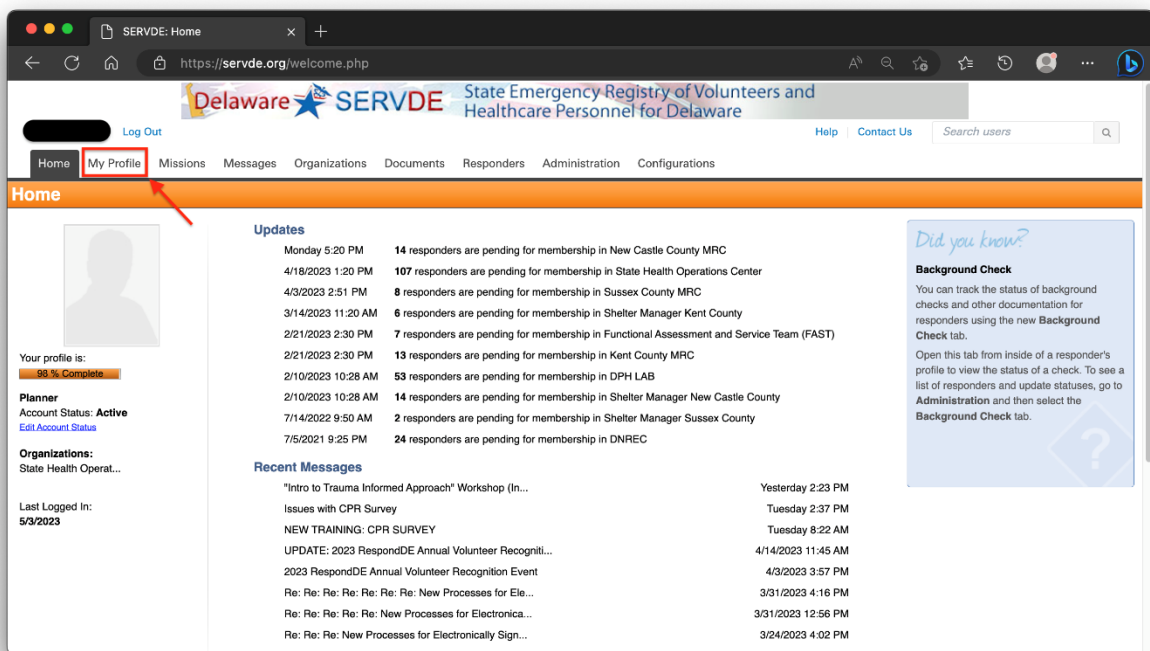 SERVDE: Home
https://servde.org/welcome.php
Delaware SERVDE State Emergency Registry of Volunteers and
Healthcare Personnel for Delaware
Log Out
Help Contact Us Search users
Home My Profile Missions Messages Organizations Documents Responders Administration Configurations
Home
Your profile is:
98 % Complete
Planner
Account Status: Active
Edit Account Status
Organizations:
State Health Operat...
Last Logged In:
5/3/2023
Updates
Monday 5:20 PM 14 responders are pending for membership in New Castle County MRC
4/18/2023 1:20 PM 107 responders are pending for membership in State Health Operations Center
4/3/2023 2:51 PM 8 responders are pending for membership in Sussex County MRC
3/14/2023 11:20 AM 6 responders are pending for membership in Shelter Manager Kent County
2/21/2023 2:30 PM 7 responders are pending for membership in Functional Assessment and Service Team (FAST)
2/21/2023 2:30 PM 13 responders are pending for membership in Kent County MRC
2/10/2023 10:28 AM 53 responders are pending for membership in DPH LAB
2/10/2023 10:28 AM 14 responders are pending for membership in Shelter Manager New Castle County
7/14/2022 9:50 AM 2 responders are pending for membership in Shelter Manager Sussex County
7/5/2021 9:25 PM 24 responders are pending for membership in DNREC
Recent Messages
"Intro to Trauma Informed Approach" Workshop (In... Yesterday 2:23 PM
Issues with CPR Survey Tuesday 2:37 PM
NEW TRAINING: CPR SURVEY Tuesday 8:22 AM
UPDATE: 2023 RespondDE Annual Volunteer Recogniti... 4/14/2023 11:45 AM
2023 RespondDE Annual Volunteer Recognition Event 4/3/2023 3:57 PM
Re: Re: Re: Re: Re: Re: Re: New Processes for Ele... 3/31/2023 4:16 PM
Re: Re: Re: Re: Re: New Processes for Electronica... 3/31/2023 12:56 PM
Re: Re: Re: New Processes for Electronically Sign... 3/24/2023 4:02 PM
Did you know?
Background Check
You can track the status of background
checks and other documentation for
responders using the new Background
Check tab.
Open this tab from inside of a responder's
profile to view the status of a check. To see a
list of responders and update statuses, go to
Administration and then select the
Background Check tab.